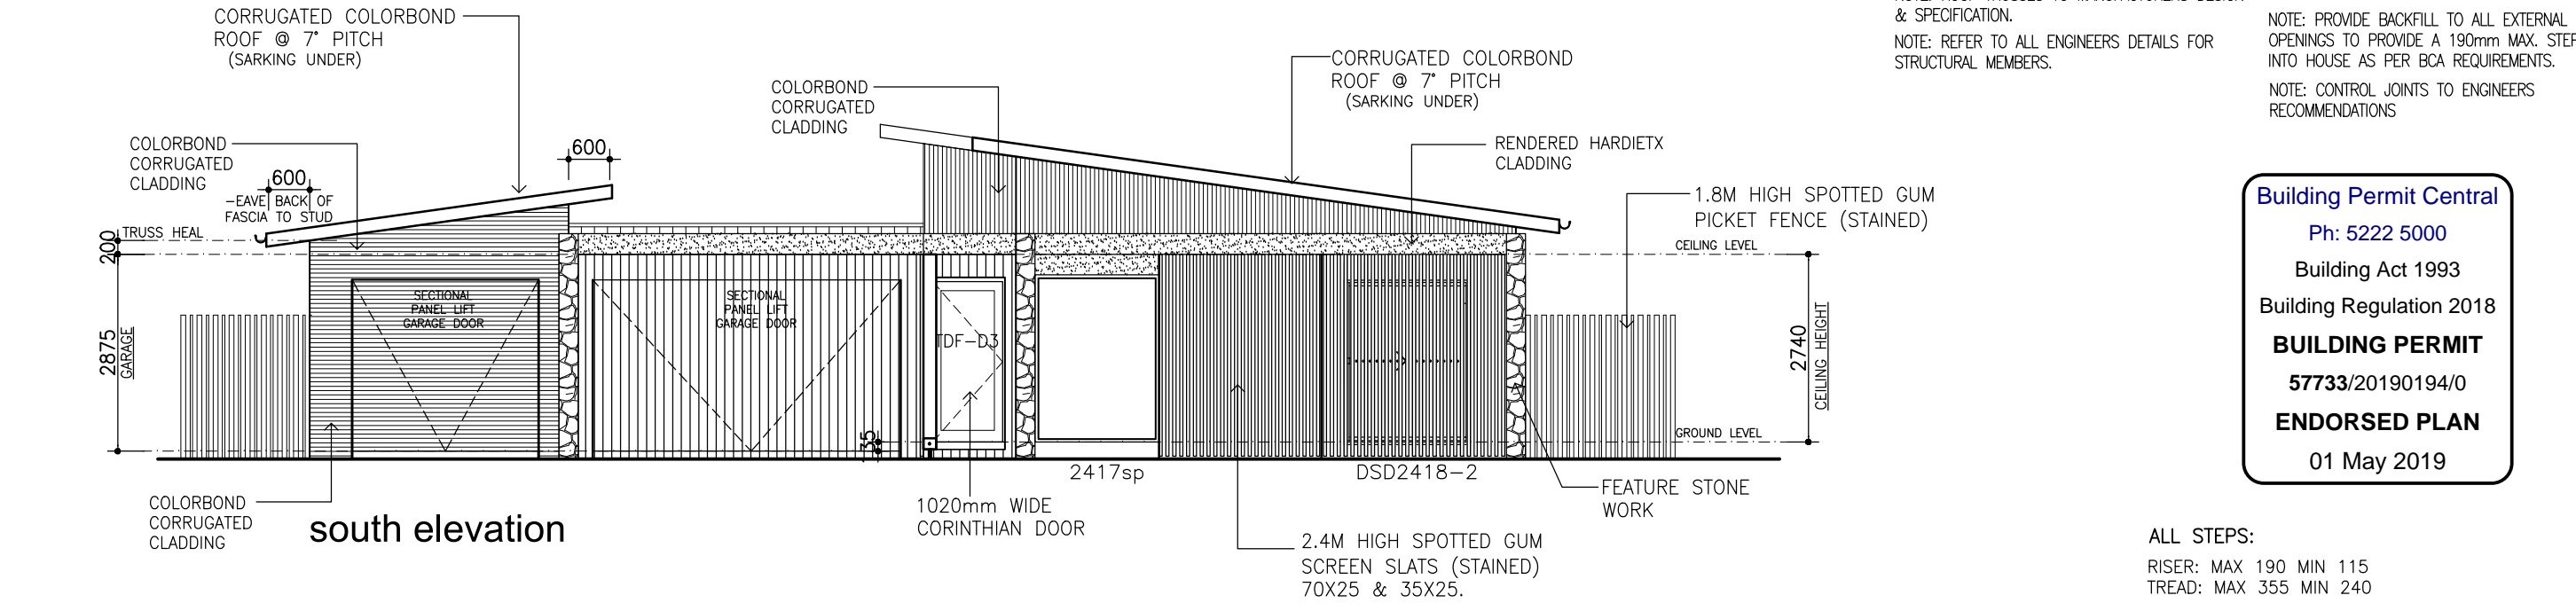 CORRUGATED COLORBOND
ROOF @ 7° PITCH
(SARKING UNDER)
COLORBOND
CORRUGATED
CLADDING
600
-EAVE BACK OF
FASCIA TO STUD
600
TRUSS HEAL
200
2875
GARAGE
SECTIONAL
PANEL LIFT
GARAGE DOOR
SECTIONAL
PANEL LIFT
GARAGE DOOR
COLORBOND
CORRUGATED
CLADDING
CORRUGATED COLORBOND
ROOF @ 7° PITCH
(SARKING UNDER)
RENDERED HARDIETX
CLADDING
1.8M HIGH SPOTTED GUM
PICKET FENCE (STAINED)
CEILING LEVEL
2740
CEILING HEIGHT
GROUND LEVEL
TDF-D3
2417sp
DSD2418-2
COLORBOND
CORRUGATED
CLADDING
south elevation
1020mm WIDE
CORINTHIAN DOOR
2.4M HIGH SPOTTED GUM
SCREEN SLATS (STAINED)
70X25 & 35X25.
FEATURE STONE
WORK
& SPECIFICATION.
NOTE: REFER TO ALL ENGINEERS DETAILS FOR
STRUCTURAL MEMBERS.
NOTE: PROVIDE BACKFILL TO ALL EXTERNAL
OPENINGS TO PROVIDE A 190mm MAX. STEP
INTO HOUSE AS PER BCA REQUIREMENTS.
NOTE: CONTROL JOINTS TO ENGINEERS
RECOMMENDATIONS
Building Permit Central
Ph: 5222 5000
Building Act 1993
Building Regulation 2018
BUILDING PERMIT
57733/20190194/0
ENDORSED PLAN
01 May 2019
ALL STEPS:
RISER: MAX 190 MIN 115
TREAD: MAX 355 MIN 240